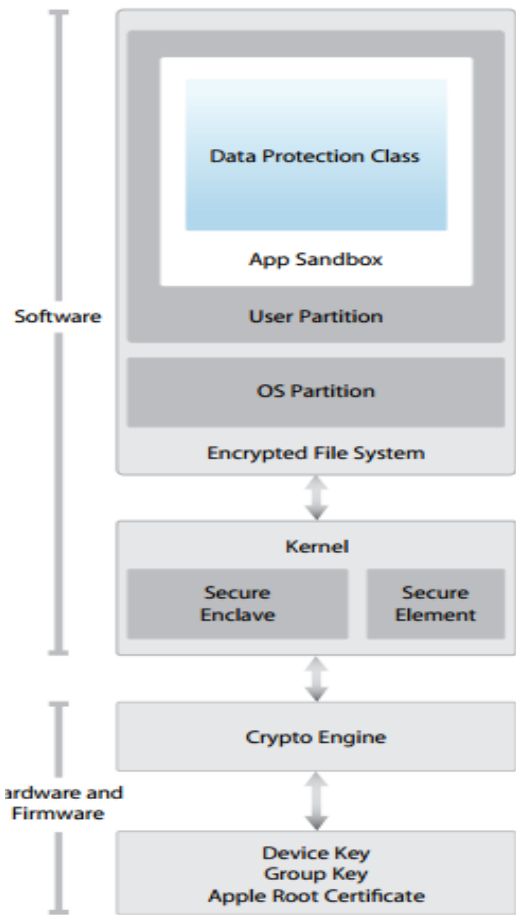 Data Protection Class
App Sandbox
Software
User Partition
OS Partition
Encrypted File System
Kernel
Secure
Enclave
Secure
Element
Crypto Engine
ardware and
Firmware
Device Key
Group Key
Apple Root Certificate